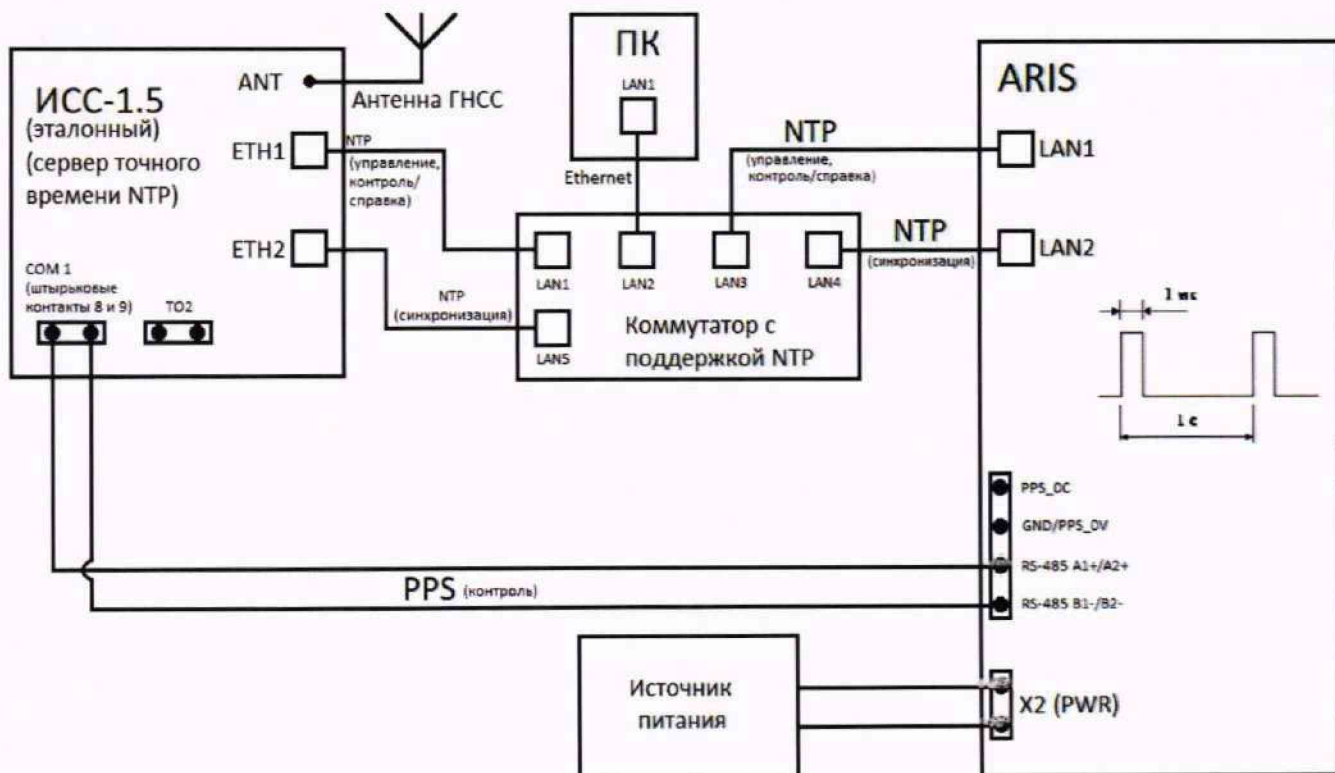 ИСС-1.5
(эталонный)
(сервер точного
времени NTP)
ANT
Антенна ГНСС
ETH1
NTP
(управление,
контроль/
справка)
ETH2
NTP
(синхронизация)
COM 1
(штырьковые
контакты 8 и 9)
TO2
ПК
LAN1
Ethernet
LAN1
LAN2
LAN3
LAN4
LAN5
Коммутатор с
поддержкой NTP
NTP
(управление,
контроль/справка)
NTP
(синхронизация)
ARIS
LAN1
LAN2
1 с
PPS_OC
GND/PPS_0V
RS-485 A1+/A2+
RS-485 B1-/B2-
PPS (контроль)
Источник
питания
X2 (PWR)